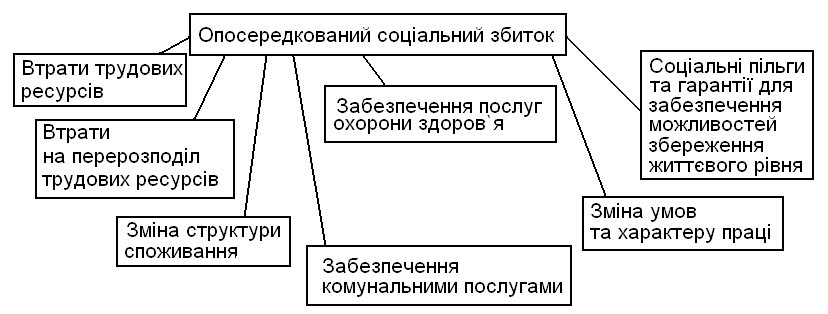 Опосередкований соціальний збиток
Втрати трудових
ресурсів
Втрати
на перерозподіл
трудових ресурсів
Зміна структури
споживання
Забезпечення
комунальними послугами
Забезпечення послуг
охорони здоров`я
Зміна умов
та характеру праці
Соціальні пільги
та гарантії для
забезпечення
можливостей
збереження
життєвого рівня